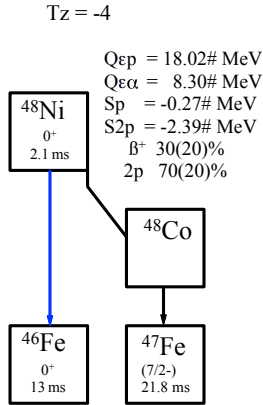 Tz = -4
Qεp = 18.02# MeV
Qεα = 8.30# MeV
Sp = -0.27# MeV
S2p = -2.39# MeV
ß⁺ 30(20)%
2p 70(20)%
⁴⁸Ni
0⁺
2.1 ms
⁴⁸Co
⁴⁶Fe
0⁺
13 ms
⁴⁷Fe
(7/2-)
21.8 ms